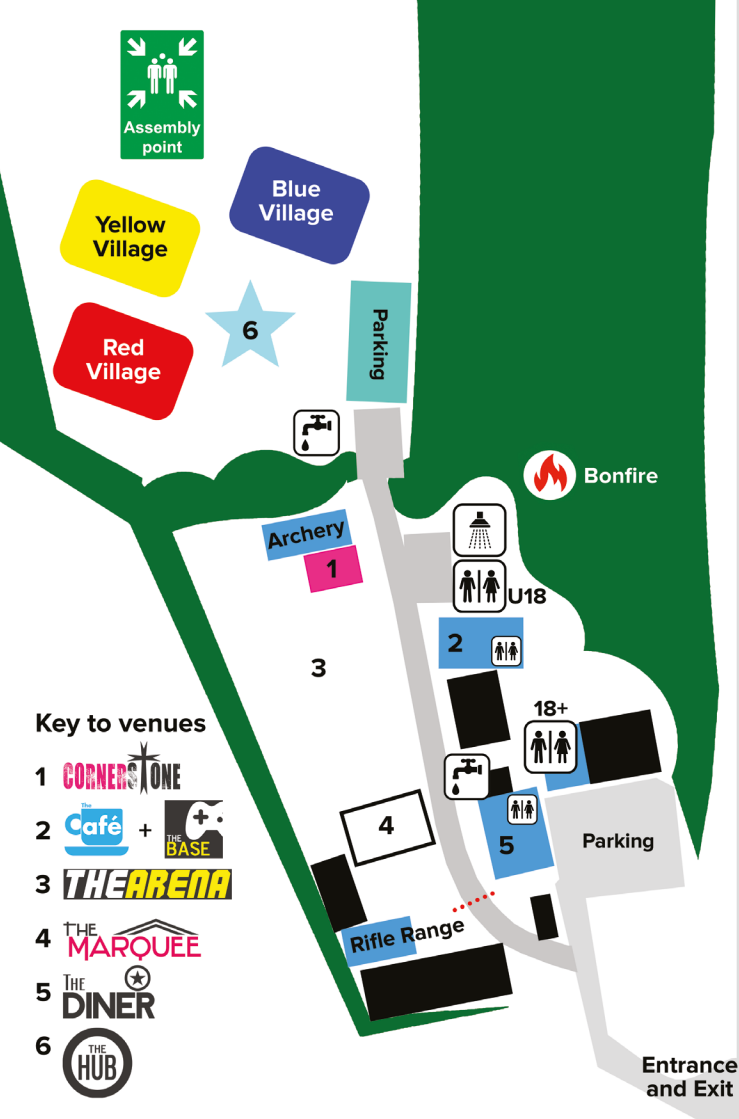 Assembly
point
Blue
Village
Yellow
Village
6
Parking
Red
Village
Bonfire
Archery
1
U18
2
3
18+
4
5
Parking
Rifle Range
Entrance
and Exit
Key to venues
1 CORNERSTONE
2 The Café + THE BASE
3 THE ARENA
4 THE MARQUEE
5 THE DINER
6 THE HUB